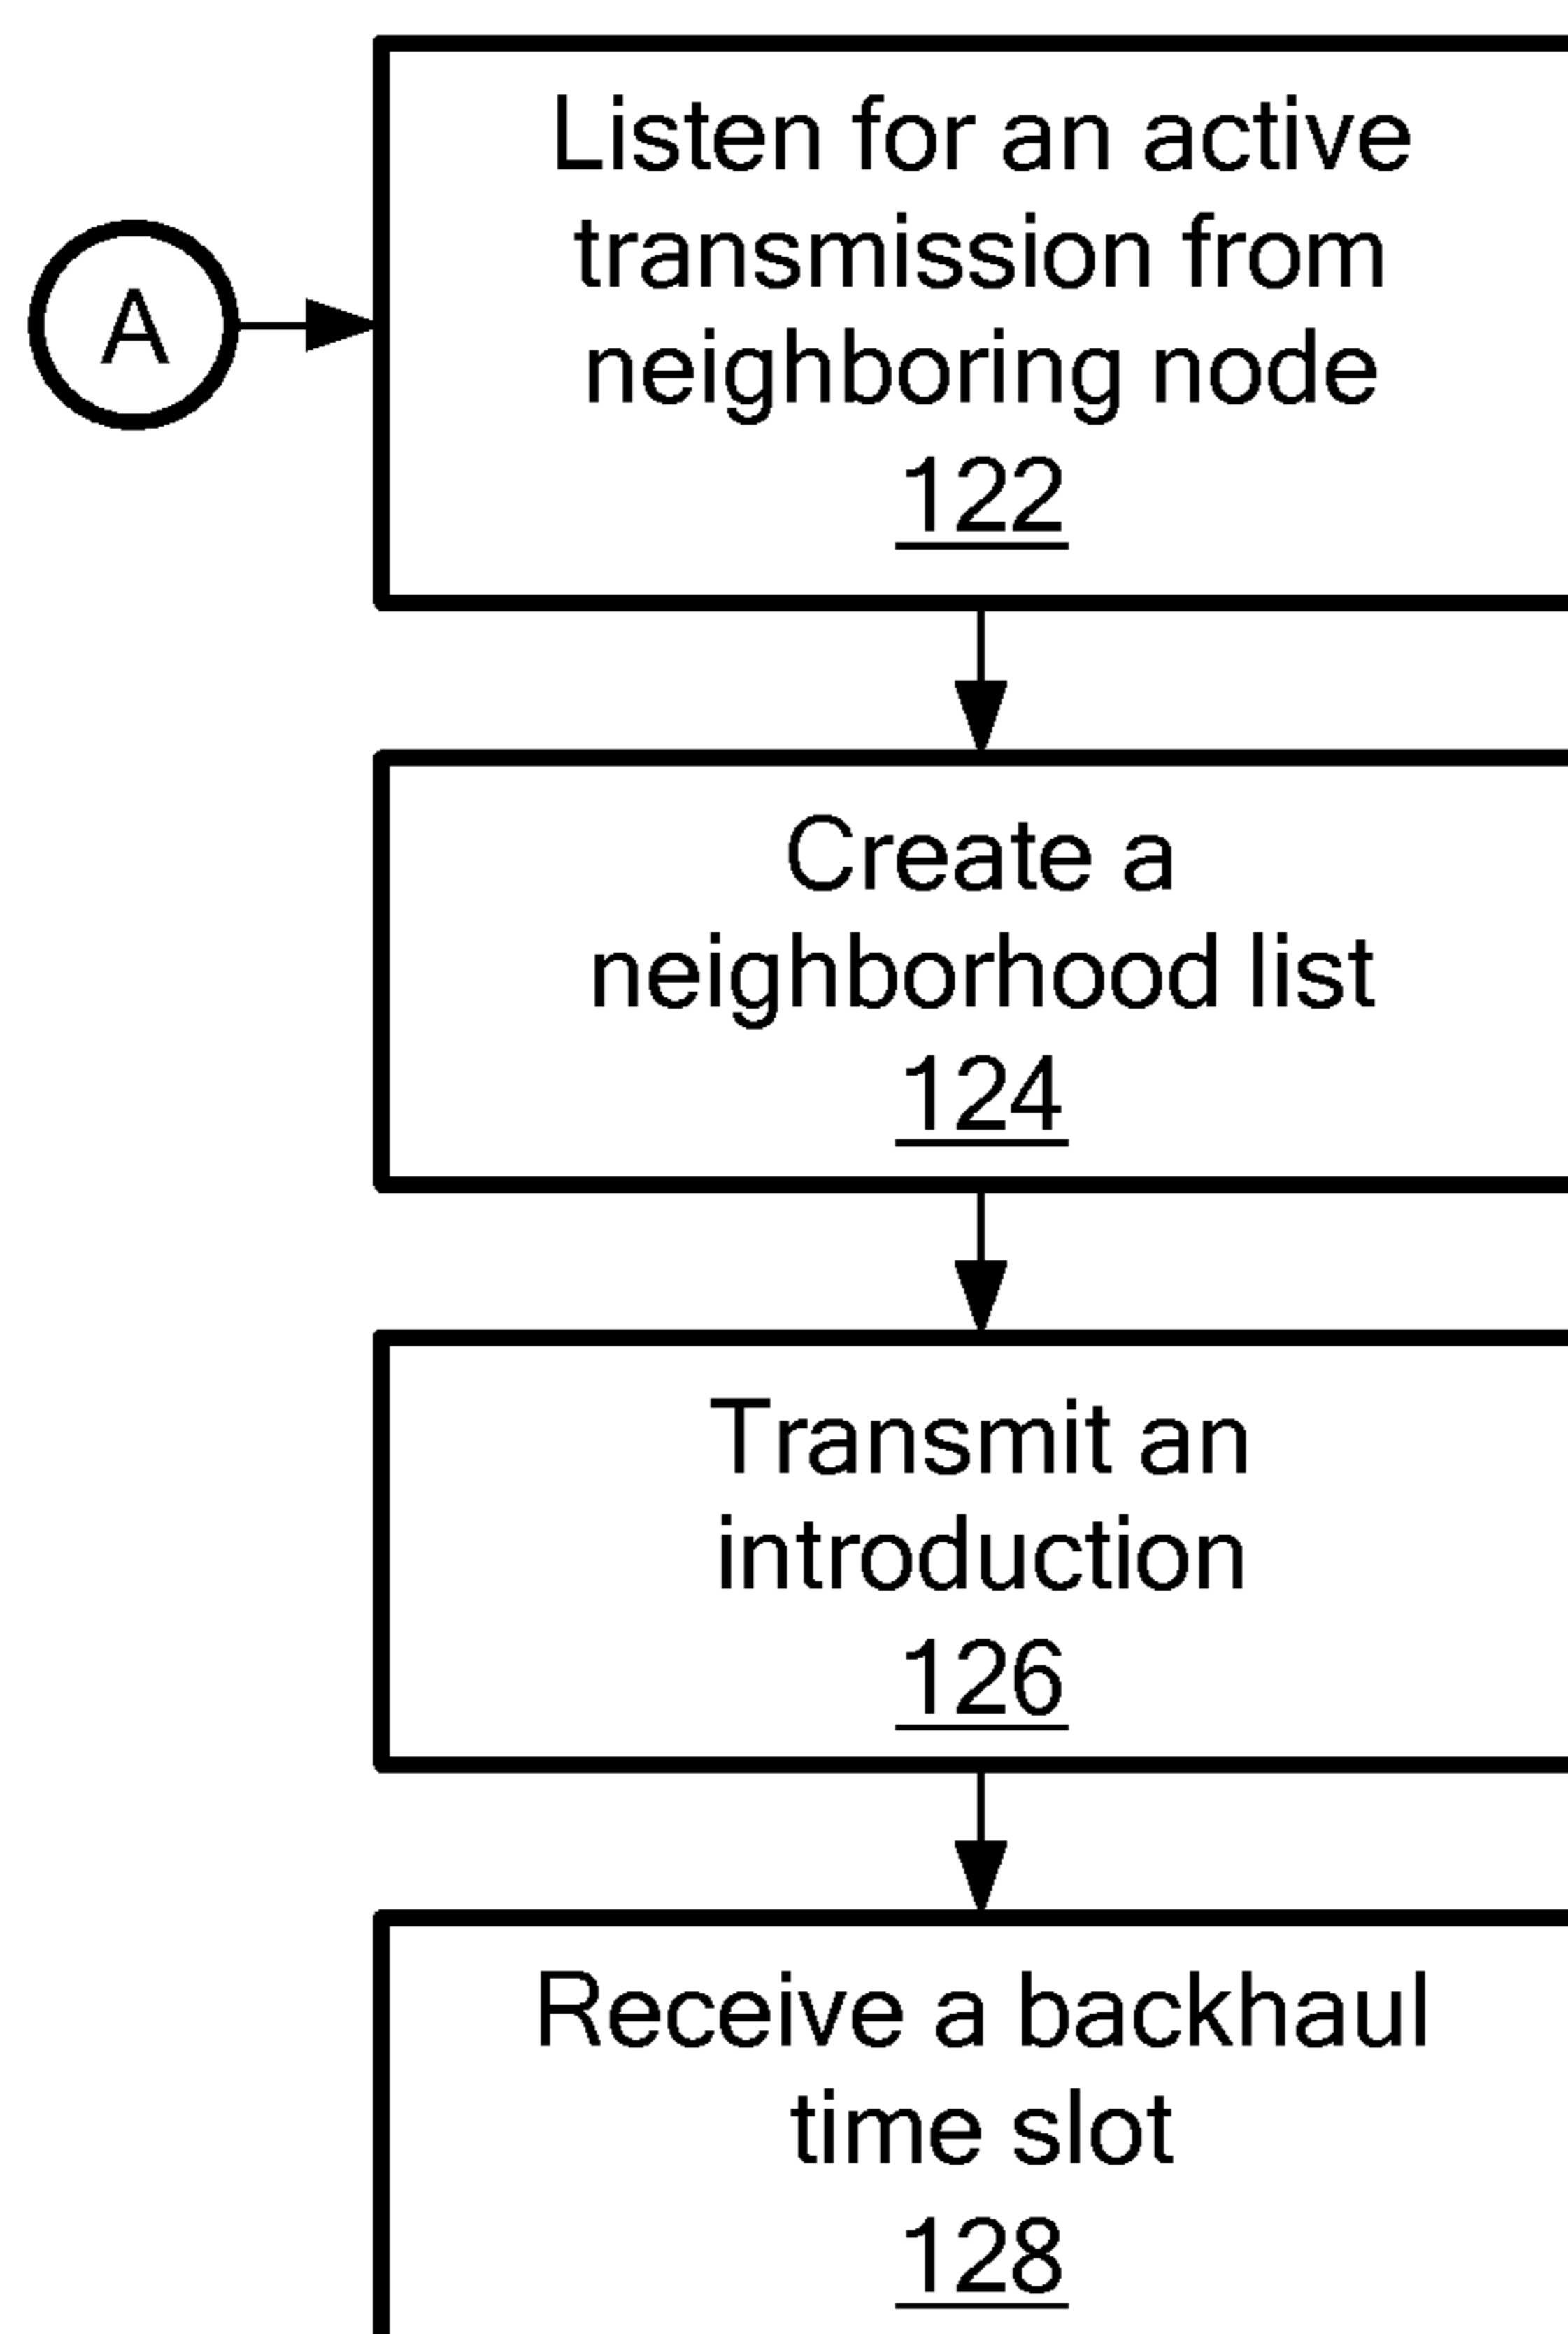 Listen for an active
transmission from
A
neighboring node
122
Create a
neighborhood list
124
Transmit an
introduction
126
Receive a backhaul
time slot
128